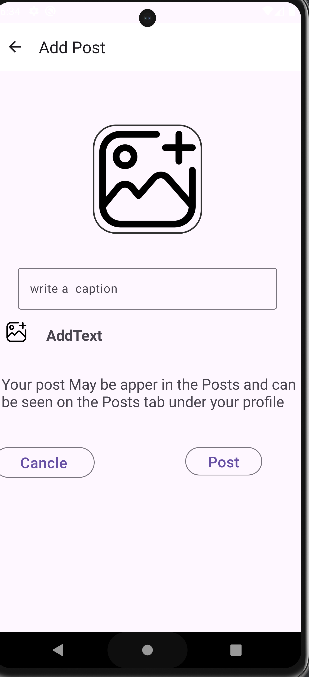 Add Post
write a caption
AddText
Your post May be apper in the Posts and can
be seen on the Posts tab under your profile
Cancle
Post